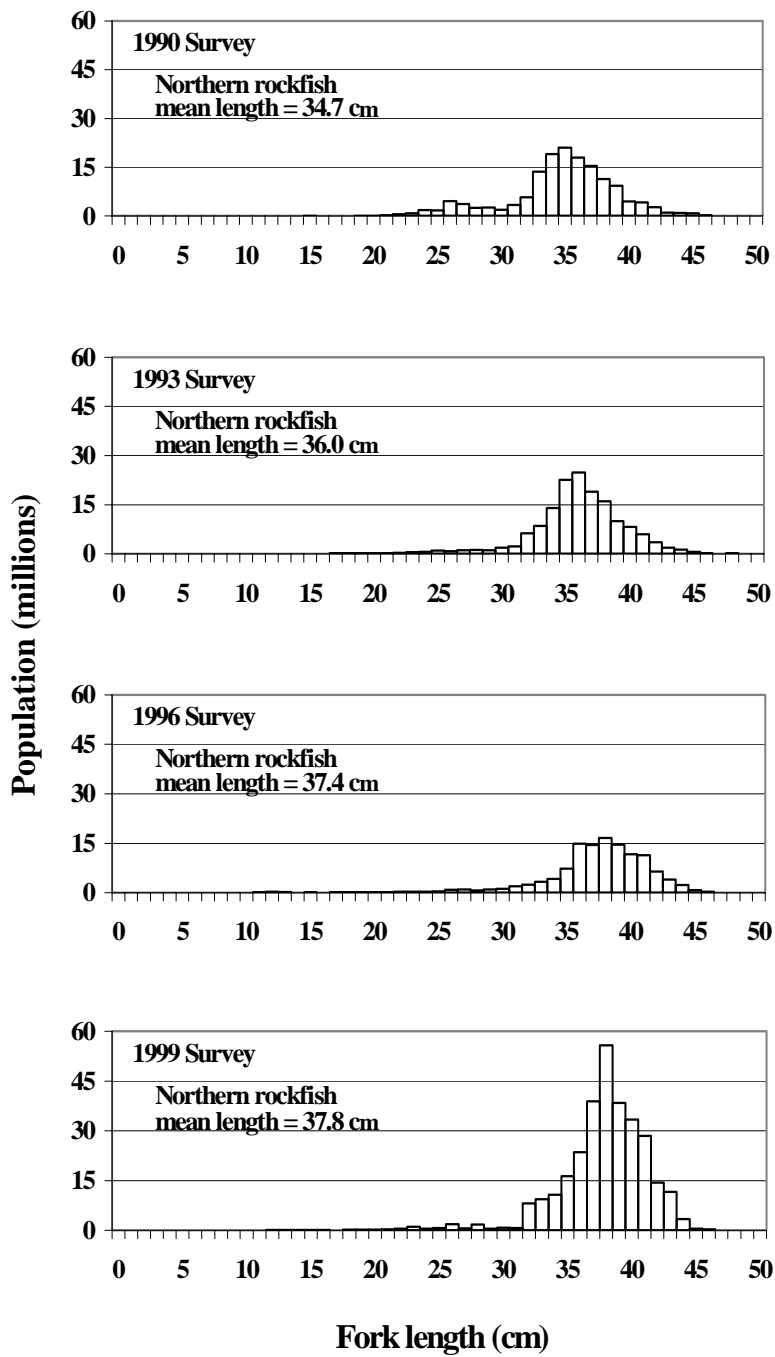 60
1990 Survey
45
Northern rockfish
mean length = 34.7 cm
30
15
0
0 5 10 15 20 25 30 35 40 45 50
60
1993 Survey
45
Northern rockfish
mean length = 36.0 cm
30
15
0
0 5 10 15 20 25 30 35 40 45 50
Population (millions)
60
1996 Survey
45
Northern rockfish
mean length = 37.4 cm
30
15
0
0 5 10 15 20 25 30 35 40 45 50
60
1999 Survey
45
Northern rockfish
mean length = 37.8 cm
30
15
0
0 5 10 15 20 25 30 35 40 45 50
Fork length (cm)